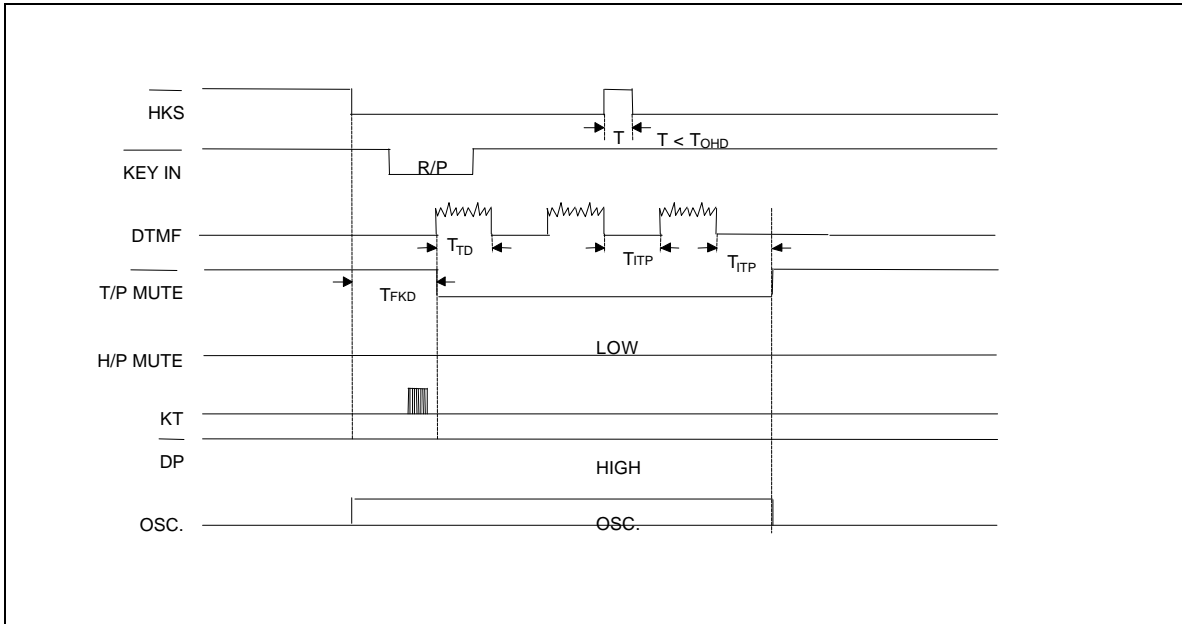 HKS
T T < TOHD
KEY IN
R/P
DTMF
TTD
TITP
TITP
T/P MUTE
TFKD
H/P MUTE
LOW
KT
DP
HIGH
OSC.
OSC.